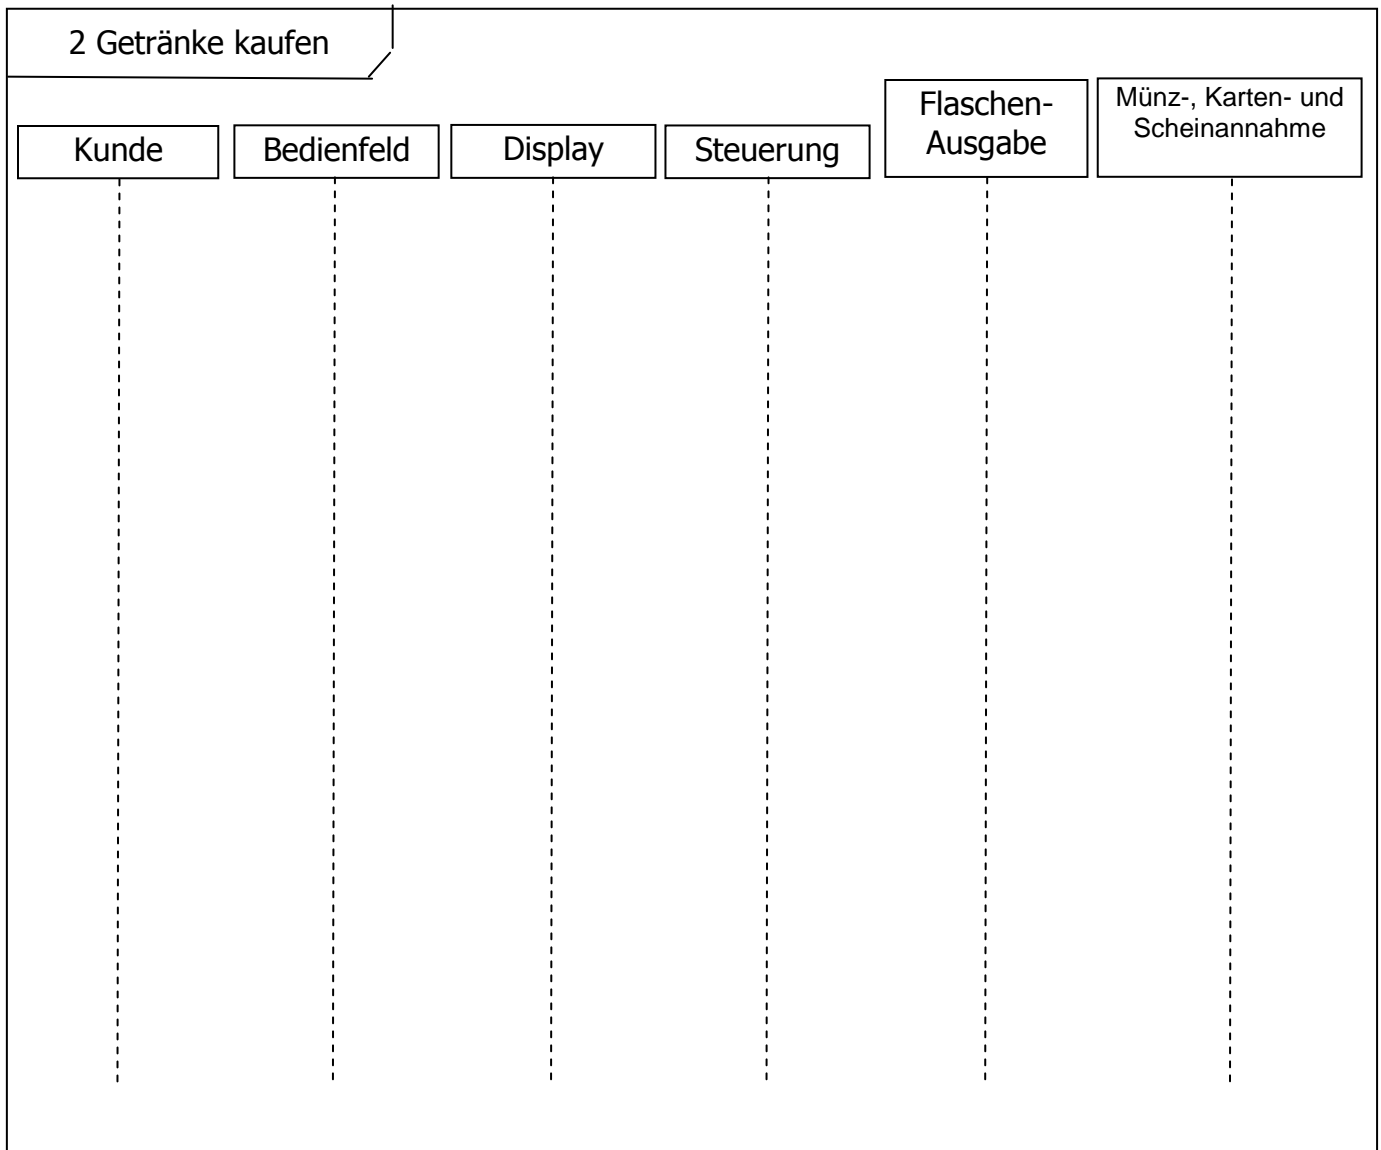 2 Getränke kaufen
Kunde
Bedienfeld
Display
Steuerung
Flaschen-
Ausgabe
Münz-, Karten- und
Scheinannahme